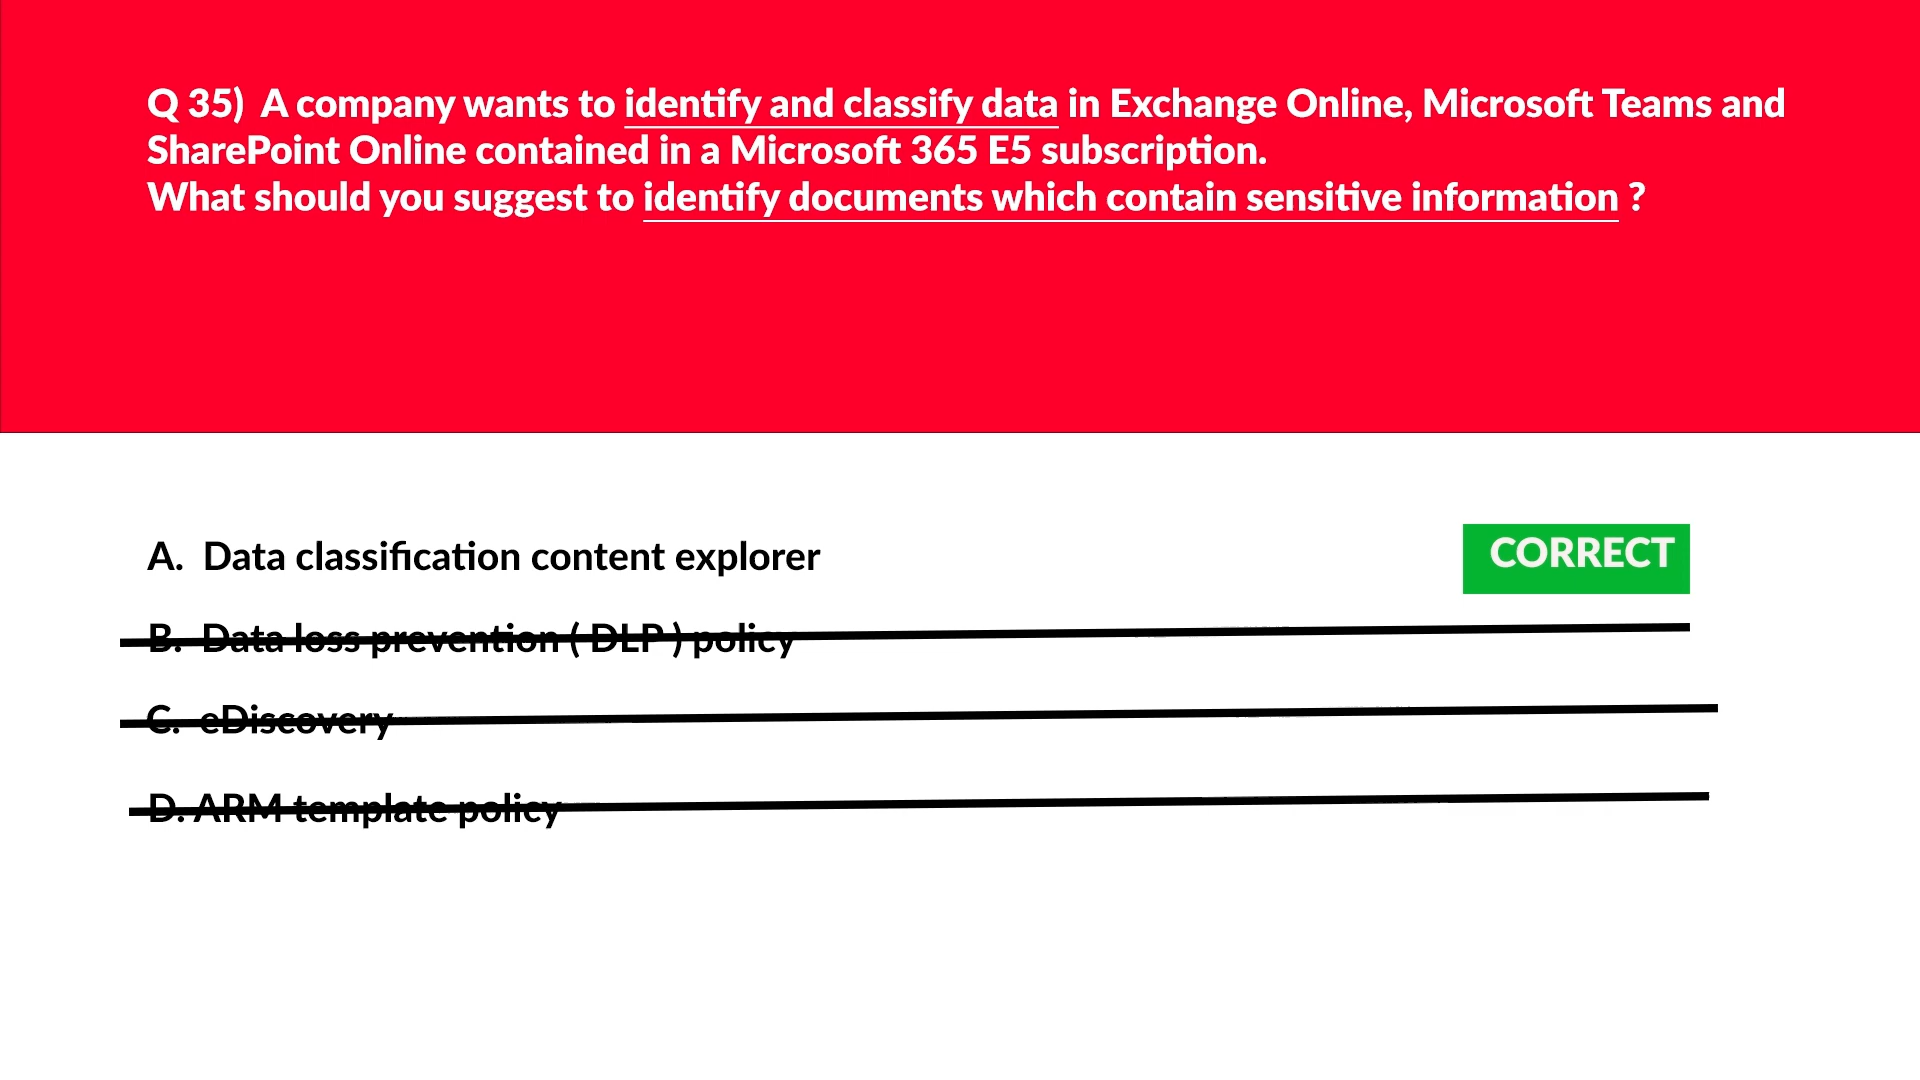 Q 35) A company wants to identify and classify data in Exchange Online, Microsoft Teams and
SharePoint Online contained in a Microsoft 365 E5 subscription.
What should you suggest to identify documents which contain sensitive information ?
A. Data classification content explorer
CORRECT
B. Data loss prevention ( DLP ) policy
C. eDiscovery
D. ARM template policy